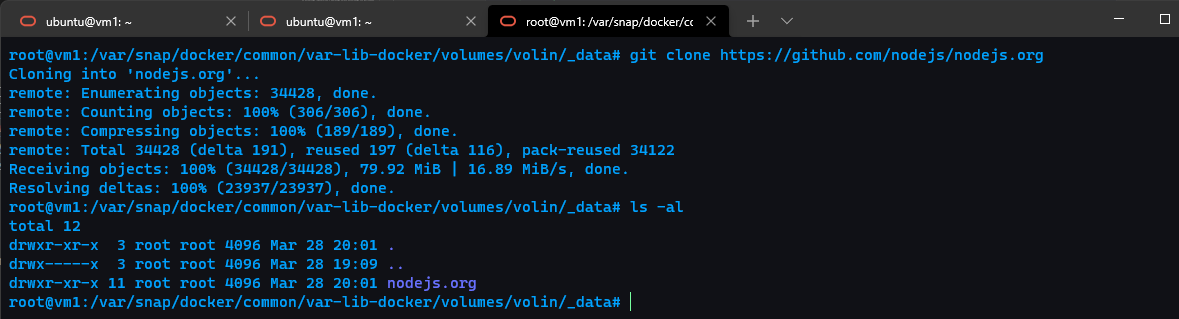 ubuntu@vm1: ~
ubuntu@vm1: ~
root@vm1: /var/snap/docker/co
root@vm1:/var/snap/docker/common/var-lib-docker/volumes/volin/_data# git clone https://github.com/nodejs/nodejs.org
Cloning into 'nodejs.org'...
remote: Enumerating objects: 34428, done.
remote: Counting objects: 100% (306/306), done.
remote: Compressing objects: 100% (189/189), done.
remote: Total 34428 (delta 191), reused 197 (delta 116), pack-reused 34122
Receiving objects: 100% (34428/34428), 79.92 MiB | 16.89 MiB/s, done.
Resolving deltas: 100% (23937/23937), done.
root@vm1:/var/snap/docker/common/var-lib-docker/volumes/volin/_data# ls -al
total 12
drwxr-xr-x  3 root root 4096 Mar 28 20:01 .
drwx-----x  3 root root 4096 Mar 28 19:09 ..
drwxr-xr-x 11 root root 4096 Mar 28 20:01 nodejs.org
root@vm1:/var/snap/docker/common/var-lib-docker/volumes/volin/_data#